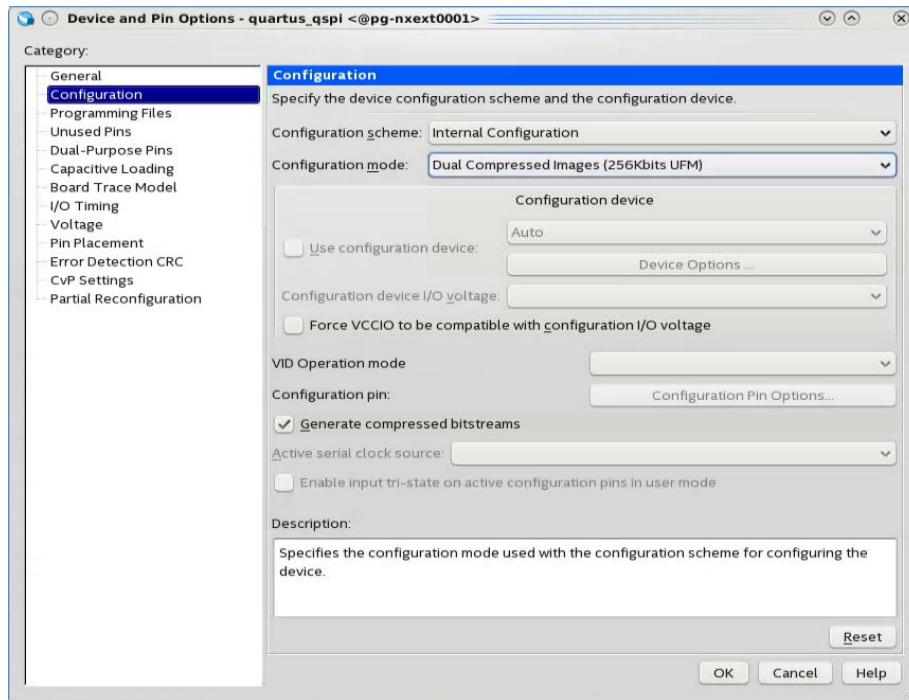 Device and Pin Options - quartus_qspi <@pg-nxext0001>
Category:
General
Configuration
Programming Files
Unused Pins
Dual-Purpose Pins
Capacitive Loading
Board Trace Model
I/O Timing
Voltage
Pin Placement
Error Detection CRC
CvP Settings
Partial Reconfiguration
Configuration
Specify the device configuration scheme and the configuration device.
Configuration scheme: Internal Configuration
Configuration mode: Dual Compressed Images (256Kbits UFM)
Configuration device
Use configuration device: Auto
Device Options ...
Configuration device I/O voltage:
Force VCCIO to be compatible with configuration I/O voltage
VID Operation mode
Configuration pin: Configuration Pin Options...
Generate compressed bitstreams
Active serial clock source:
Enable input tri-state on active configuration pins in user mode
Description:
Specifies the configuration mode used with the configuration scheme for configuring the
device.
Reset
OK Cancel Help